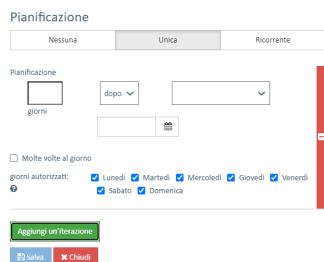 Pianificazione
Nessuna Unica Ricorrente
Pianificazione
dopo
giorni
Molte volte al giorno
giorni autorizzati: Lunedì Martedì Mercoledì Giovedì Venerdì
Sabato Domenica
Aggiungi un'iterazione
Salva Chiudi